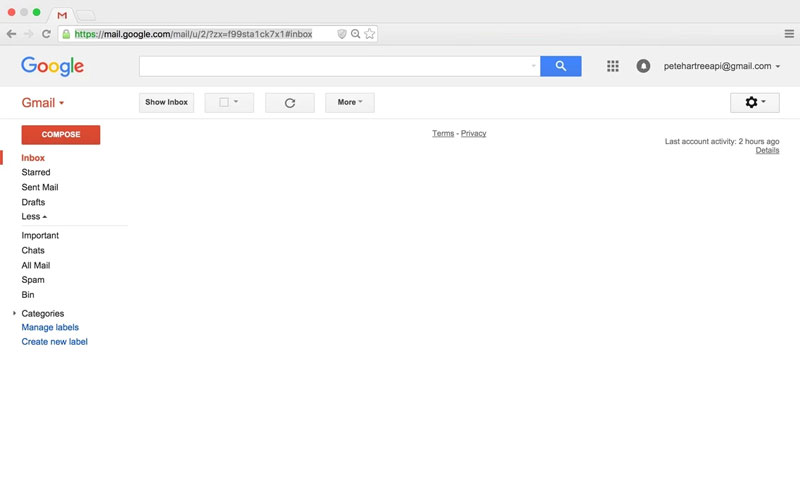 https://mail.google.com/mail/u/2/?zx=f99sta1ck7x1#inbox
Google
petehartreeapi@gmail.com
Gmail
Show Inbox
More
COMPOSE
Terms - Privacy
Last account activity: 2 hours ago
Details
Inbox
Starred
Sent Mail
Drafts
Less
Important
Chats
All Mail
Spam
Bin
Categories
Manage labels
Create new label